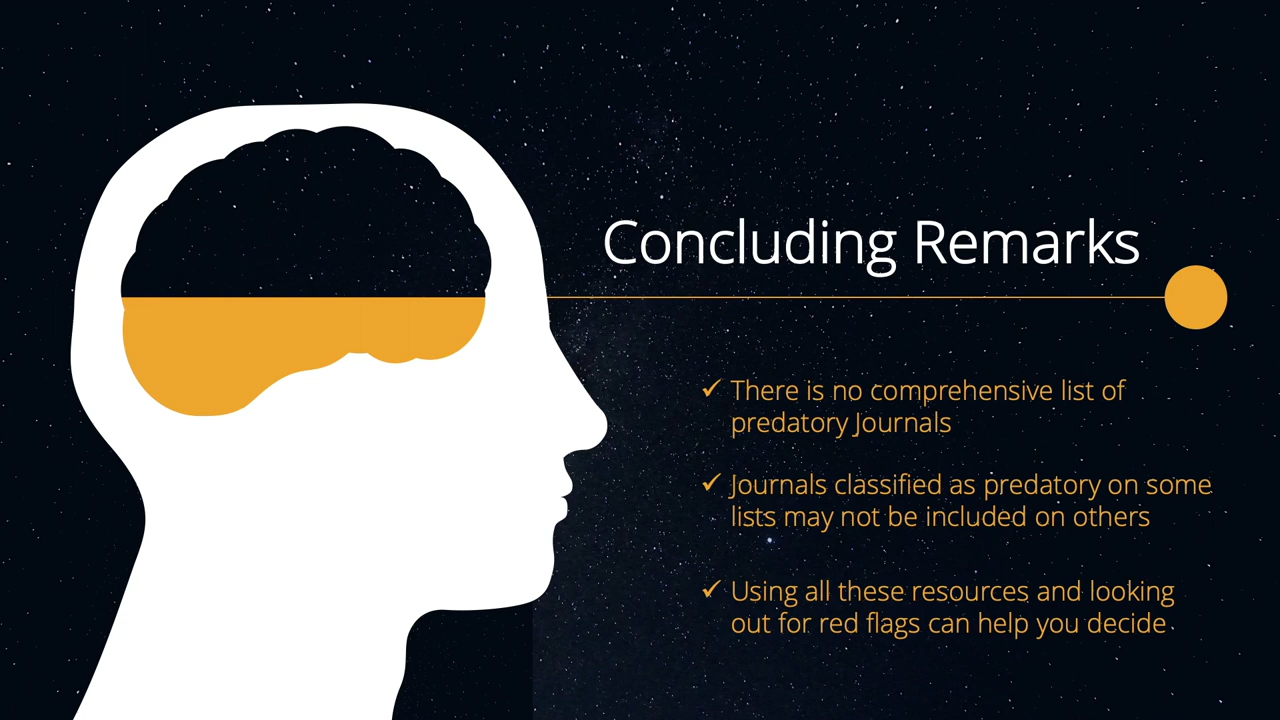 Concluding Remarks
✓ There is no comprehensive list of
predatory Journals
✓ Journals classified as predatory on some
lists may not be included on others
✓ Using all these resources and looking
out for red flags can help you decide